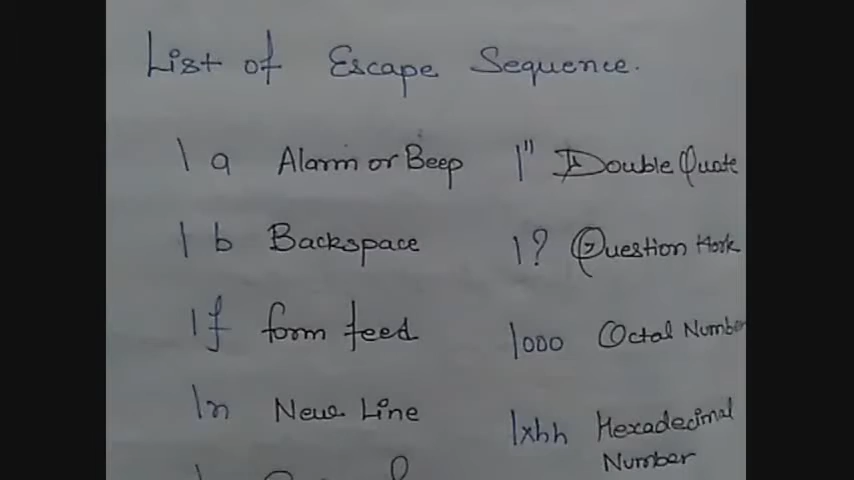 List of Escape Sequence.
\ a Alarm or Beep
\ b Backspace
\f form feed
\n New Line
\" Double Quote
\? Question Mark
\000 Octal Number
\xhh Hexadecimal
Number